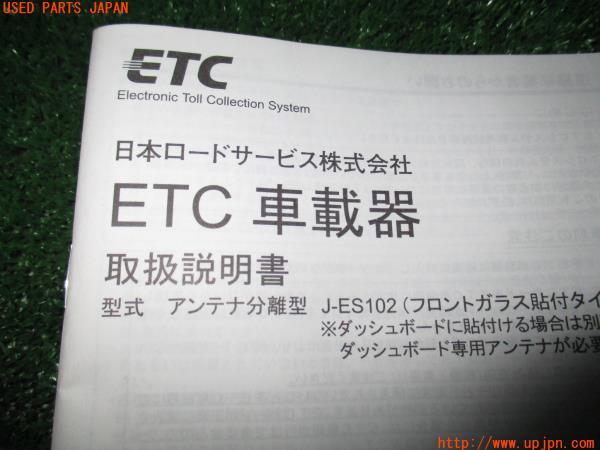 USED PARTS JAPAN
ETC
Electronic Toll Collection System
日本ロードサービス株式会社
ETC 車載器
取扱説明書
型式 アンテナ分離型 J-ES102（フロントガラス貼付タイ
※ダッシュボードに貼付ける場合は別
ダッシュボード専用アンテナが必要
http://www.upjpn.com/